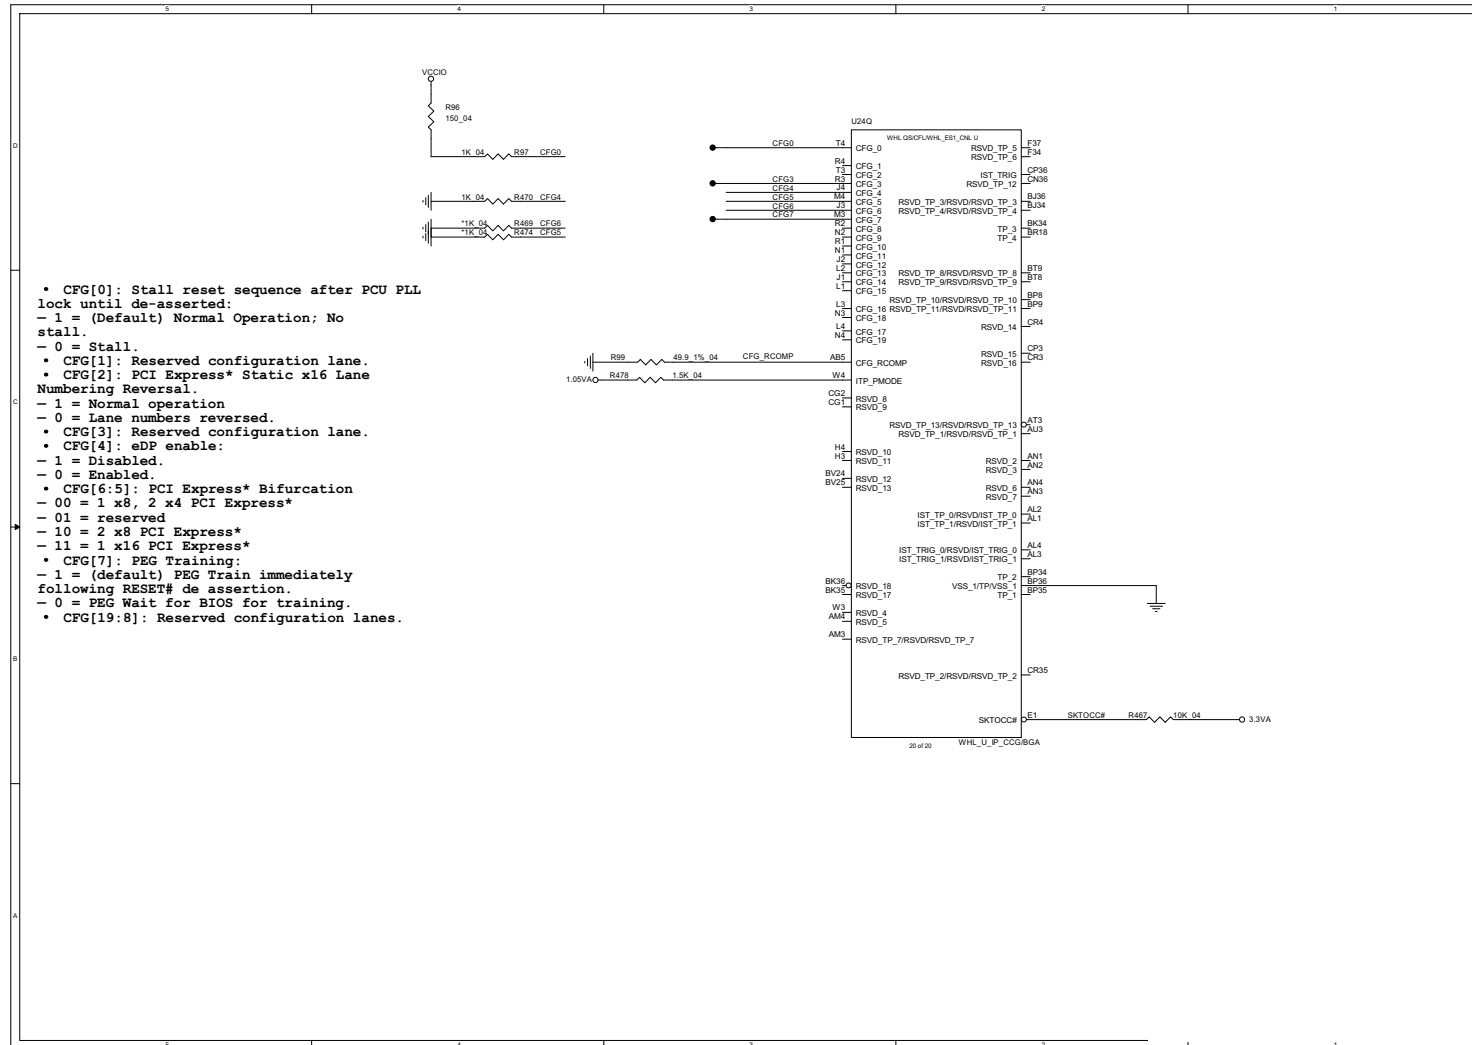 5 4 3 2 1
D
C
B
A
VCCIO
R96
150_04
1K_04 R97 CFG0
1K_04 R470 CFG4
*1K_04 R469 CFG6
*1K_04 R474 CFG5
• CFG[0]: Stall reset sequence after PCU PLL
lock until de-asserted:
— 1 = (Default) Normal Operation; No
stall.
— 0 = Stall.
• CFG[1]: Reserved configuration lane.
• CFG[2]: PCI Express* Static x16 Lane
Numbering Reversal.
— 1 = Normal operation
— 0 = Lane numbers reversed.
• CFG[3]: Reserved configuration lane.
• CFG[4]: eDP enable:
— 1 = Disabled.
— 0 = Enabled.
• CFG[6:5]: PCI Express* Bifurcation
— 00 = 1 x8, 2 x4 PCI Express*
— 01 = reserved
— 10 = 2 x8 PCI Express*
— 11 = 1 x16 PCI Express*
• CFG[7]: PEG Training:
— 1 = (default) PEG Train immediately
following RESET# de assertion.
— 0 = PEG Wait for BIOS for training.
• CFG[19:8]: Reserved configuration lanes.
U24Q
WHL QS/CFL/WHL_ES1_CNL U
CFG0 T4 CFG_0
R4 CFG_1
T3 CFG_2
CFG3 R3 CFG_3
CFG4 J4 CFG_4
CFG5 M4 CFG_5
CFG6 J3 CFG_6
CFG7 M3 CFG_7
R2 CFG_8
N2 CFG_9
R1 CFG_10
N1 CFG_11
J2 CFG_12
L2 CFG_13
J1 CFG_14
L1 CFG_15
L3 CFG_16
N3 CFG_18
L4 CFG_17
N4 CFG_19
R99 49.9_1%_04 CFG_RCOMP AB5 CFG_RCOMP
1.05VA R478 1.5K_04 W4 ITP_PMODE
CG2 RSVD_8
CG1 RSVD_9
H4 RSVD_10
H3 RSVD_11
BV24 RSVD_12
BV25 RSVD_13
BK36 RSVD_18
BK35 RSVD_17
W3 RSVD_4
AM4 RSVD_5
AM3 RSVD_TP_7/RSVD/RSVD_TP_7
RSVD_TP_5 F37
RSVD_TP_6 F34
IST_TRIG CP36
RSVD_TP_12 CN36
RSVD_TP_3/RSVD/RSVD_TP_3 BJ36
RSVD_TP_4/RSVD/RSVD_TP_4 BJ34
TP_3 BK34
TP_4 BR18
RSVD_TP_8/RSVD/RSVD_TP_8 BT9
RSVD_TP_9/RSVD/RSVD_TP_9 BT8
RSVD_TP_10/RSVD/RSVD_TP_10 BP8
RSVD_TP_11/RSVD/RSVD_TP_11 BP9
RSVD_14 CR4
RSVD_15 CP3
RSVD_16 CR3
RSVD_TP_13/RSVD/RSVD_TP_13 AT3
RSVD_TP_1/RSVD/RSVD_TP_1 AU3
RSVD_2 AN1
RSVD_3 AN2
RSVD_6 AN4
RSVD_7 AN3
IST_TP_0/RSVD/IST_TP_0 AL2
IST_TP_1/RSVD/IST_TP_1 AL1
IST_TRIG_0/RSVD/IST_TRIG_0 AL4
IST_TRIG_1/RSVD/IST_TRIG_1 AL3
TP_2 BP34
VSS_1/TP/VSS_1 BP36
TP_1 BP35
RSVD_TP_2/RSVD/RSVD_TP_2 CR35
SKTOCC# E1 SKTOCC# R467 10K_04 3.3VA
20 of 20
WHL_U_IP_CCG/BGA
5 4 3 2 1